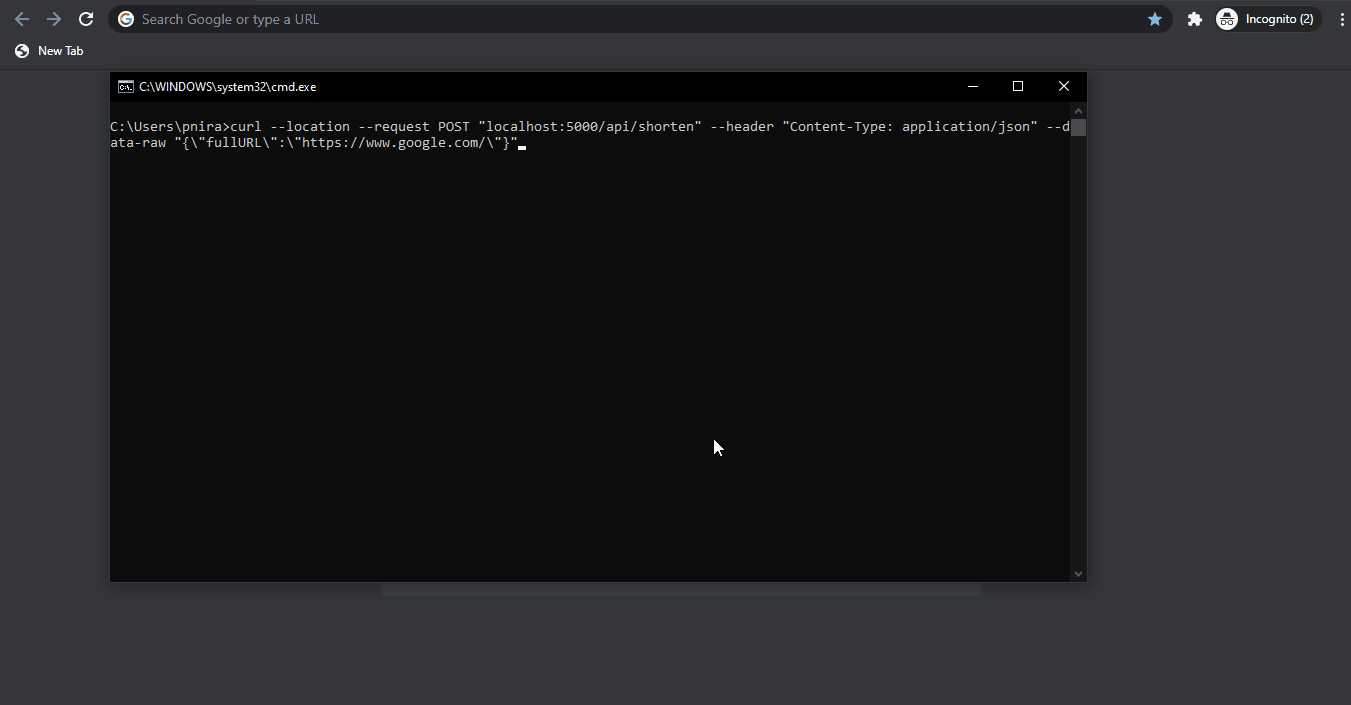 Search Google or type a URL
Incognito (2)
New Tab
C:\WINDOWS\system32\cmd.exe
C:\Users\pnira>curl --location --request POST "localhost:5000/api/shorten" --header "Content-Type: application/json" --d
ata-raw "{\"fullURL\":\"https://www.google.com/\"}"